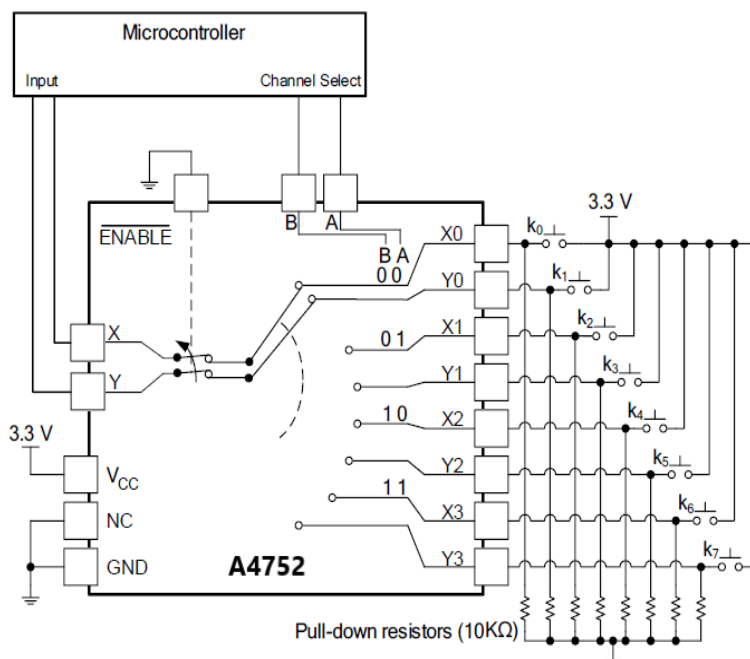 Microcontroller
Input
Channel Select
3.3 V
B
A
X0
k0
ENABLE
B A
0 0
Y0
k1
X
0 1
X1
k2
Y
Y1
k3
1 0
X2
k4
3.3 V
VCC
Y2
k5
NC
1 1
X3
k6
GND
A4752
Y3
k7
Pull-down resistors (10KΩ)